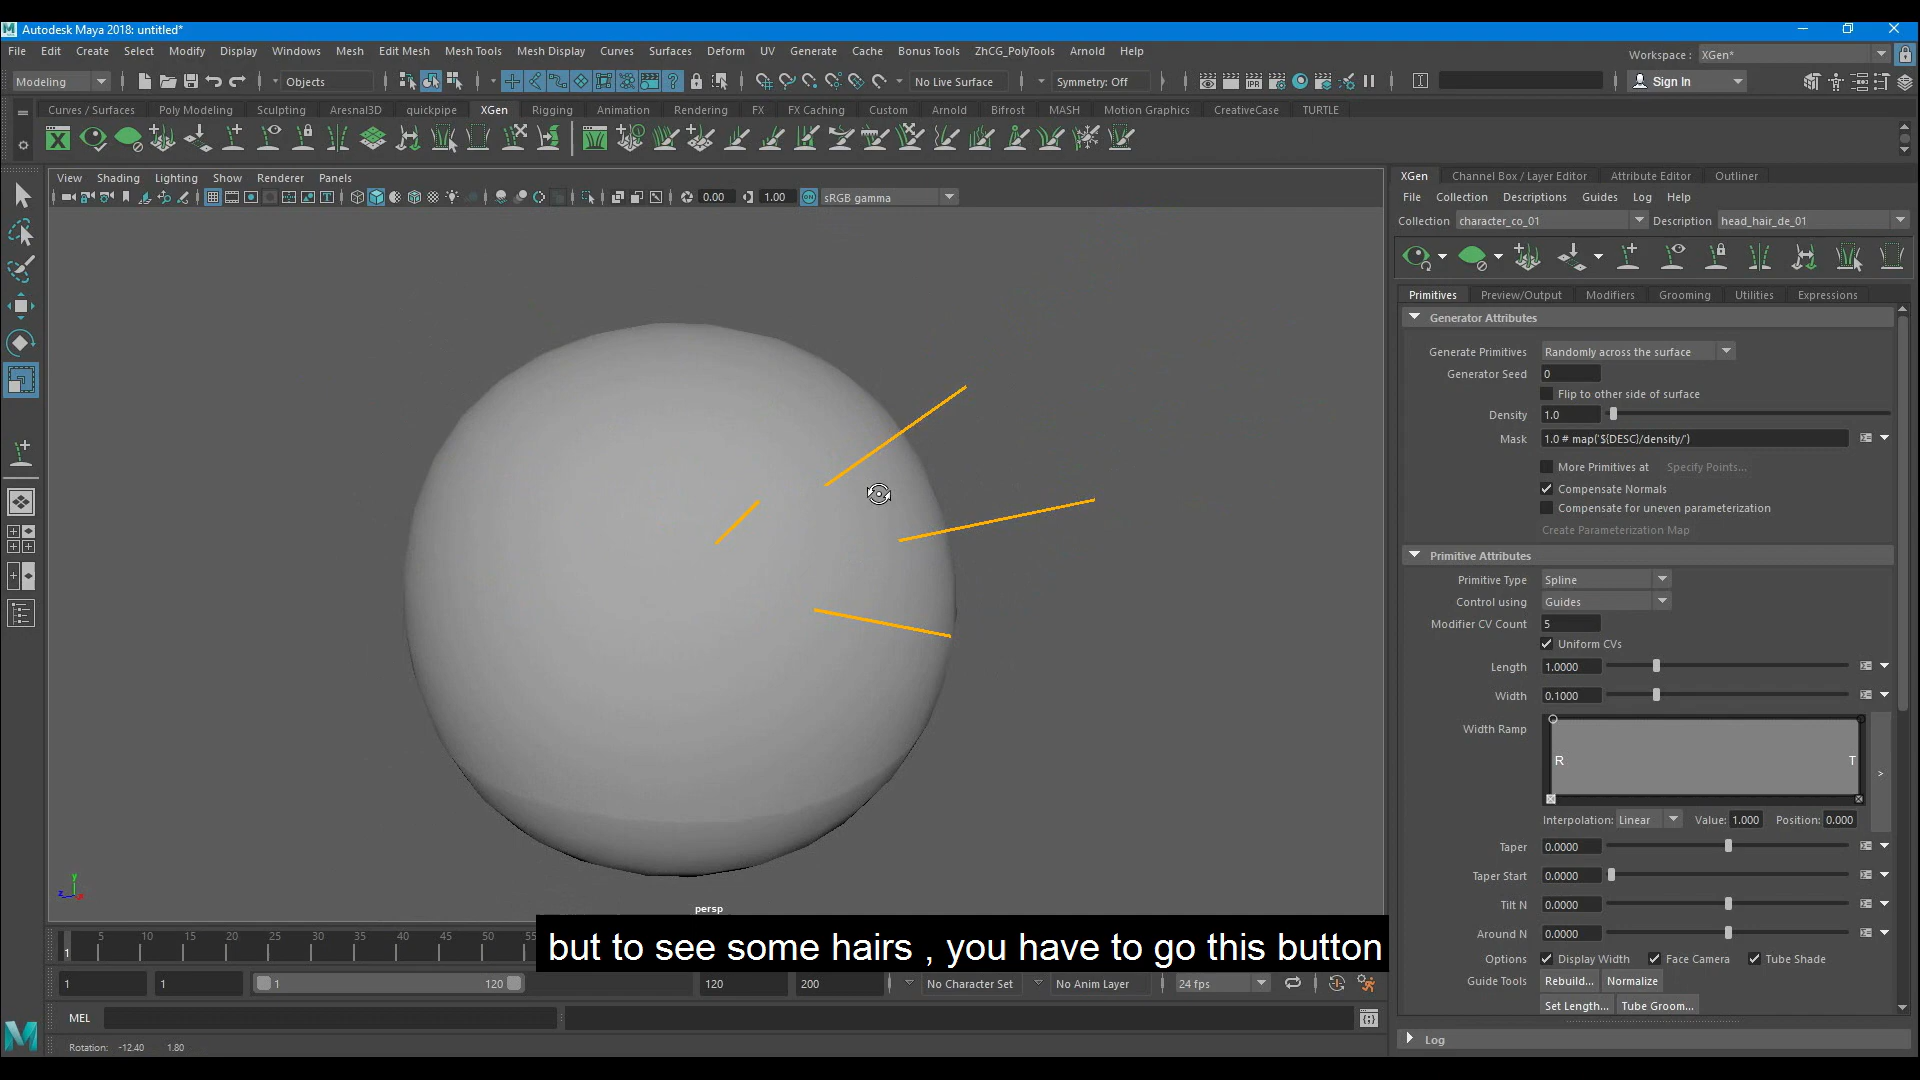 Autodesk Maya 2018: untitled*
File Edit Create Select Modify Display Windows Mesh Edit Mesh Mesh Tools Mesh Display Curves Surfaces Deform UV Generate Cache Bonus Tools ZhCG_PolyTools Arnold Help
Workspace : XGen*
Modeling Objects No Live Surface Symmetry: Off Sign In
Curves / Surfaces Poly Modeling Sculpting Aresnal3D quickpipe XGen Rigging Animation Rendering FX FX Caching Custom Arnold Bifrost MASH Motion Graphics CreativeCase TURTLE
View Shading Lighting Show Renderer Panels
0.00 1.00 ON sRGB gamma
XGen Channel Box / Layer Editor Attribute Editor Outliner
File Collection Descriptions Guides Log Help
Collection character_co_01 Description head_hair_de_01
Primitives Preview/Output Modifiers Grooming Utilities Expressions
Generator Attributes
Generate Primitives Randomly across the surface
Generator Seed 0
Flip to other side of surface
Density 1.0
Mask 1.0 # map('${DESC}/density/')
More Primitives at Specify Points...
Compensate Normals
Compensate for uneven parameterization
Create Parameterization Map
Primitive Attributes
Primitive Type Spline
Control using Guides
Modifier CV Count 5
Uniform CVs
Length 1.0000
Width 0.1000
Width Ramp
R T
>
Interpolation: Linear Value: 1.000 Position: 0.000
Taper 0.0000
Taper Start 0.0000
Tilt N 0.0000
Around N 0.0000
Options Display Width Face Camera Tube Shade
Guide Tools Rebuild... Normalize
Set Length... Tube Groom...
Log
y
z
persp
but to see some hairs , you have to go this button
1 5 10 15 20 25 30 35 40 45 50
1 1 1 120 120 200 No Character Set No Anim Layer 24 fps
MEL
Rotation: -12.40 1.80